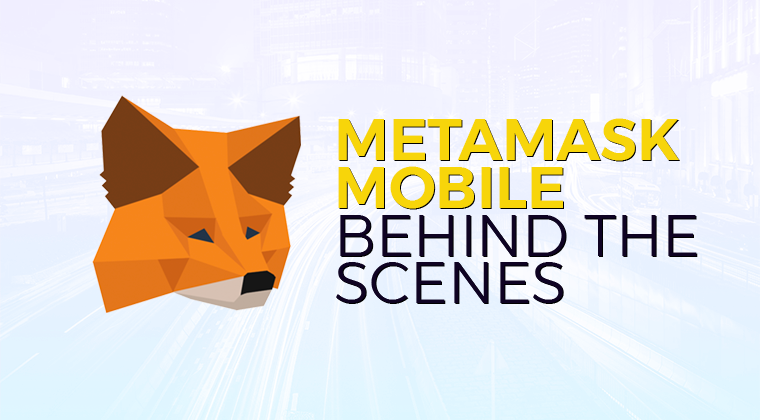 METAMASK
MOBILE
BEHIND THE
SCENES